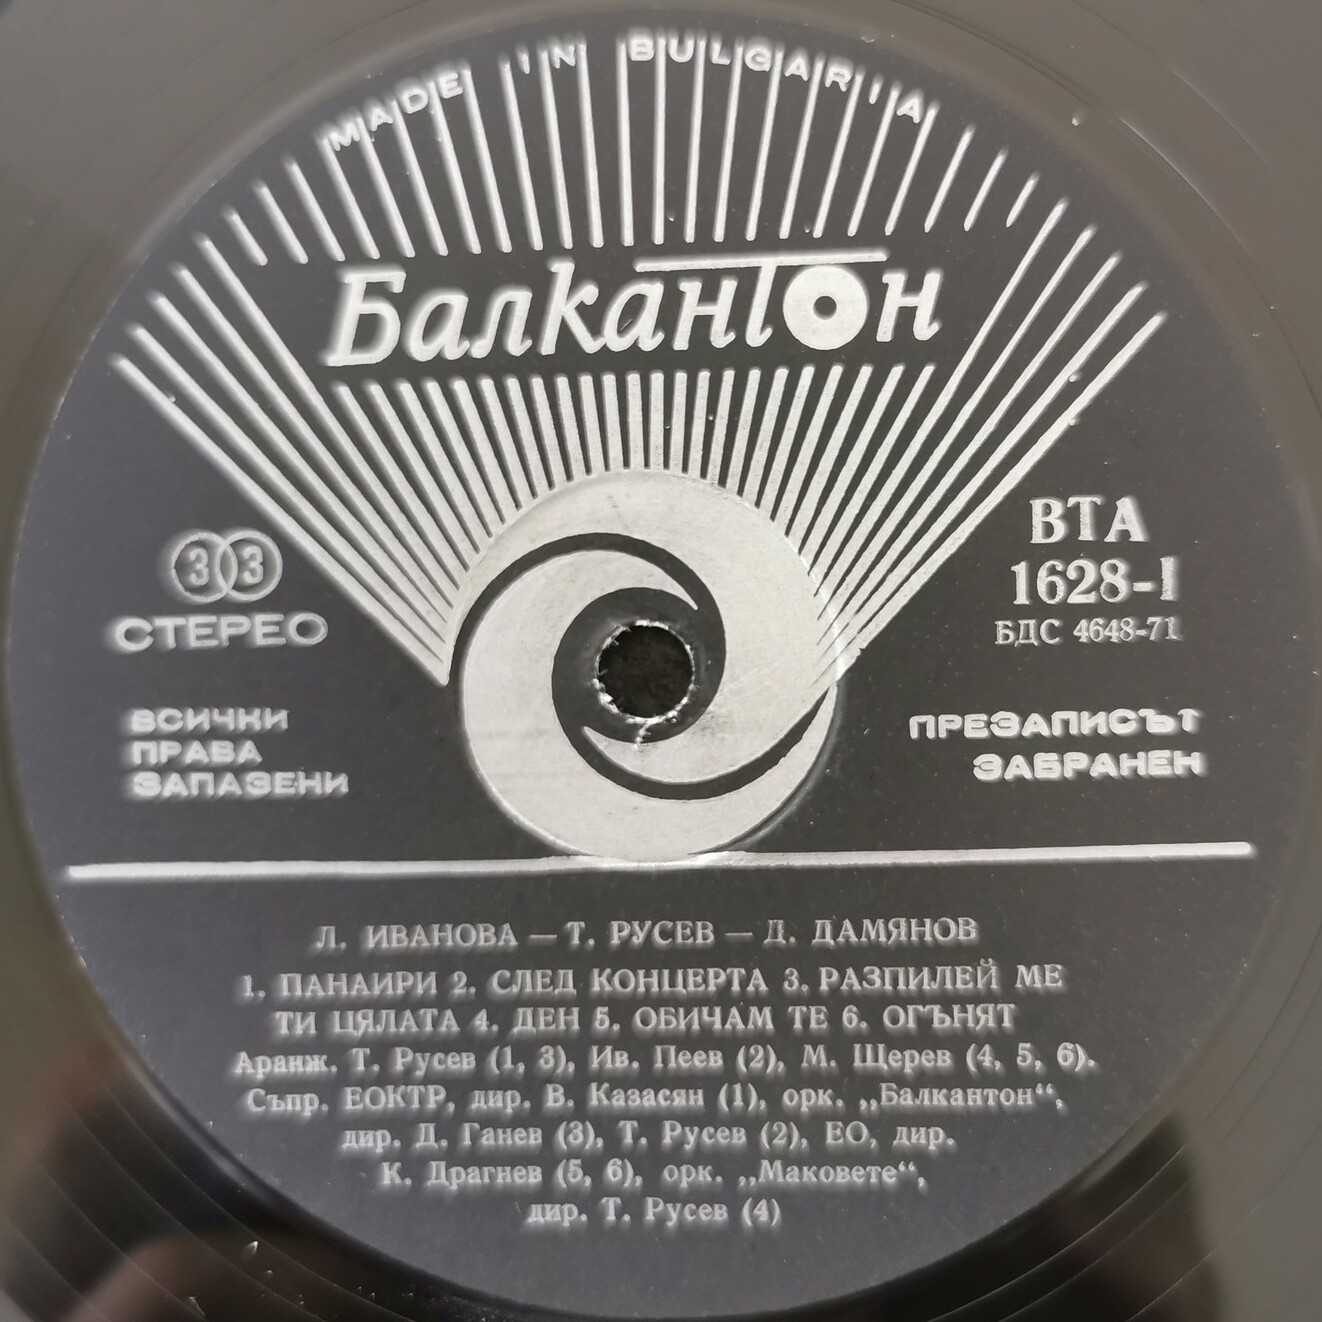 MADE IN BULGARIA
Балкантон
33
СТЕРЕО
ВТА
1628-1
БДС 4648-71
ВСИЧКИ
ПРАВА
ЗАПАЗЕНИ
ПРЕЗАПИСЪТ
ЗАБРАНЕН
Л. ИВАНОВА — Т. РУСЕВ — Д. ДАМЯНОВ
1. ПАНАИРИ 2. СЛЕД КОНЦЕРТА 3. РАЗПИЛЕЙ МЕ
ТИ ЦЯЛАТА 4. ДЕН 5. ОБИЧАМ ТЕ 6. ОГЪНЯТ
Аранж. Т. Русев (1, 3), Ив. Пеев (2), М. Щерев (4, 5, 6).
Съпр. ЕОКТР, дир. В. Казасян (1), орк. „Балкантон“,
дир. Д. Ганев (3), Т. Русев (2), ЕО, дир.
К. Драгнев (5, 6), орк. „Маковете“,
дир. Т. Русев (4)